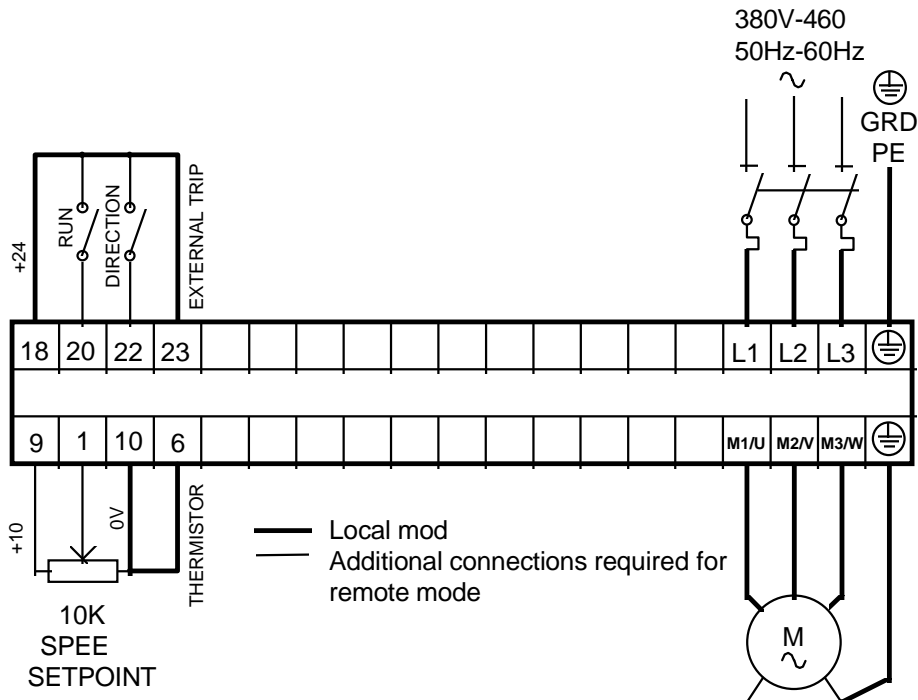 380V-460
50Hz-60Hz
GRD
PE
+24
RUN
DIRECTION
EXTERNAL TRIP
18 20 22 23 L1 L2 L3
9 1 10 6 M1/U M2/V M3/W
+10
0V
THERMISTOR
Local mod
Additional connections required for
remote mode
10K
SPEE
SETPOINT
M